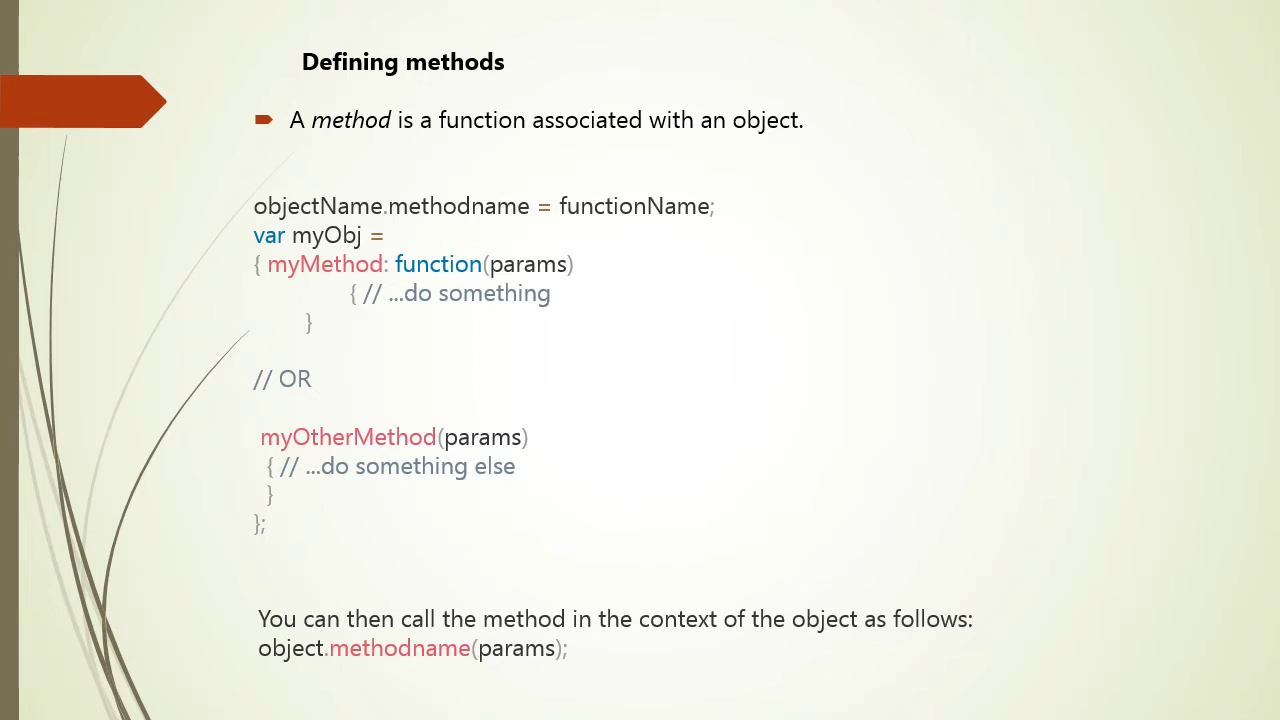 Defining methods
A method is a function associated with an object.
objectName.methodname = functionName;
var myObj =
{ myMethod: function(params)
{ // ...do something
}
// OR
myOtherMethod(params)
{ // ...do something else
}
};
You can then call the method in the context of the object as follows:
object.methodname(params);